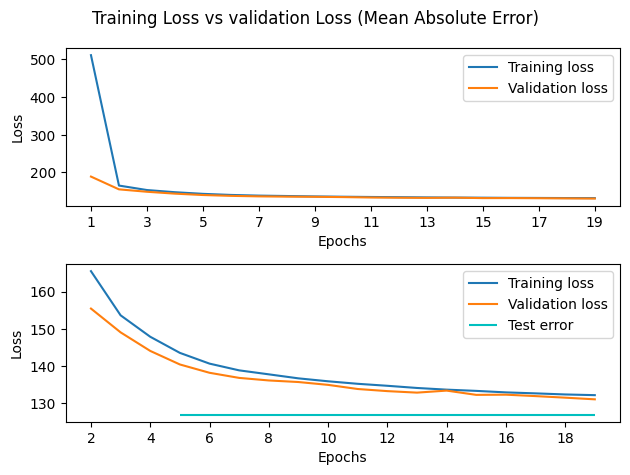 Training Loss vs validation Loss (Mean Absolute Error)
500
400
300
200
Loss
Training loss
Validation loss
1 3 5 7 9 11 13 15 17 19
Epochs
160
150
140
130
Loss
Training loss
Validation loss
Test error
2 4 6 8 10 12 14 16 18
Epochs